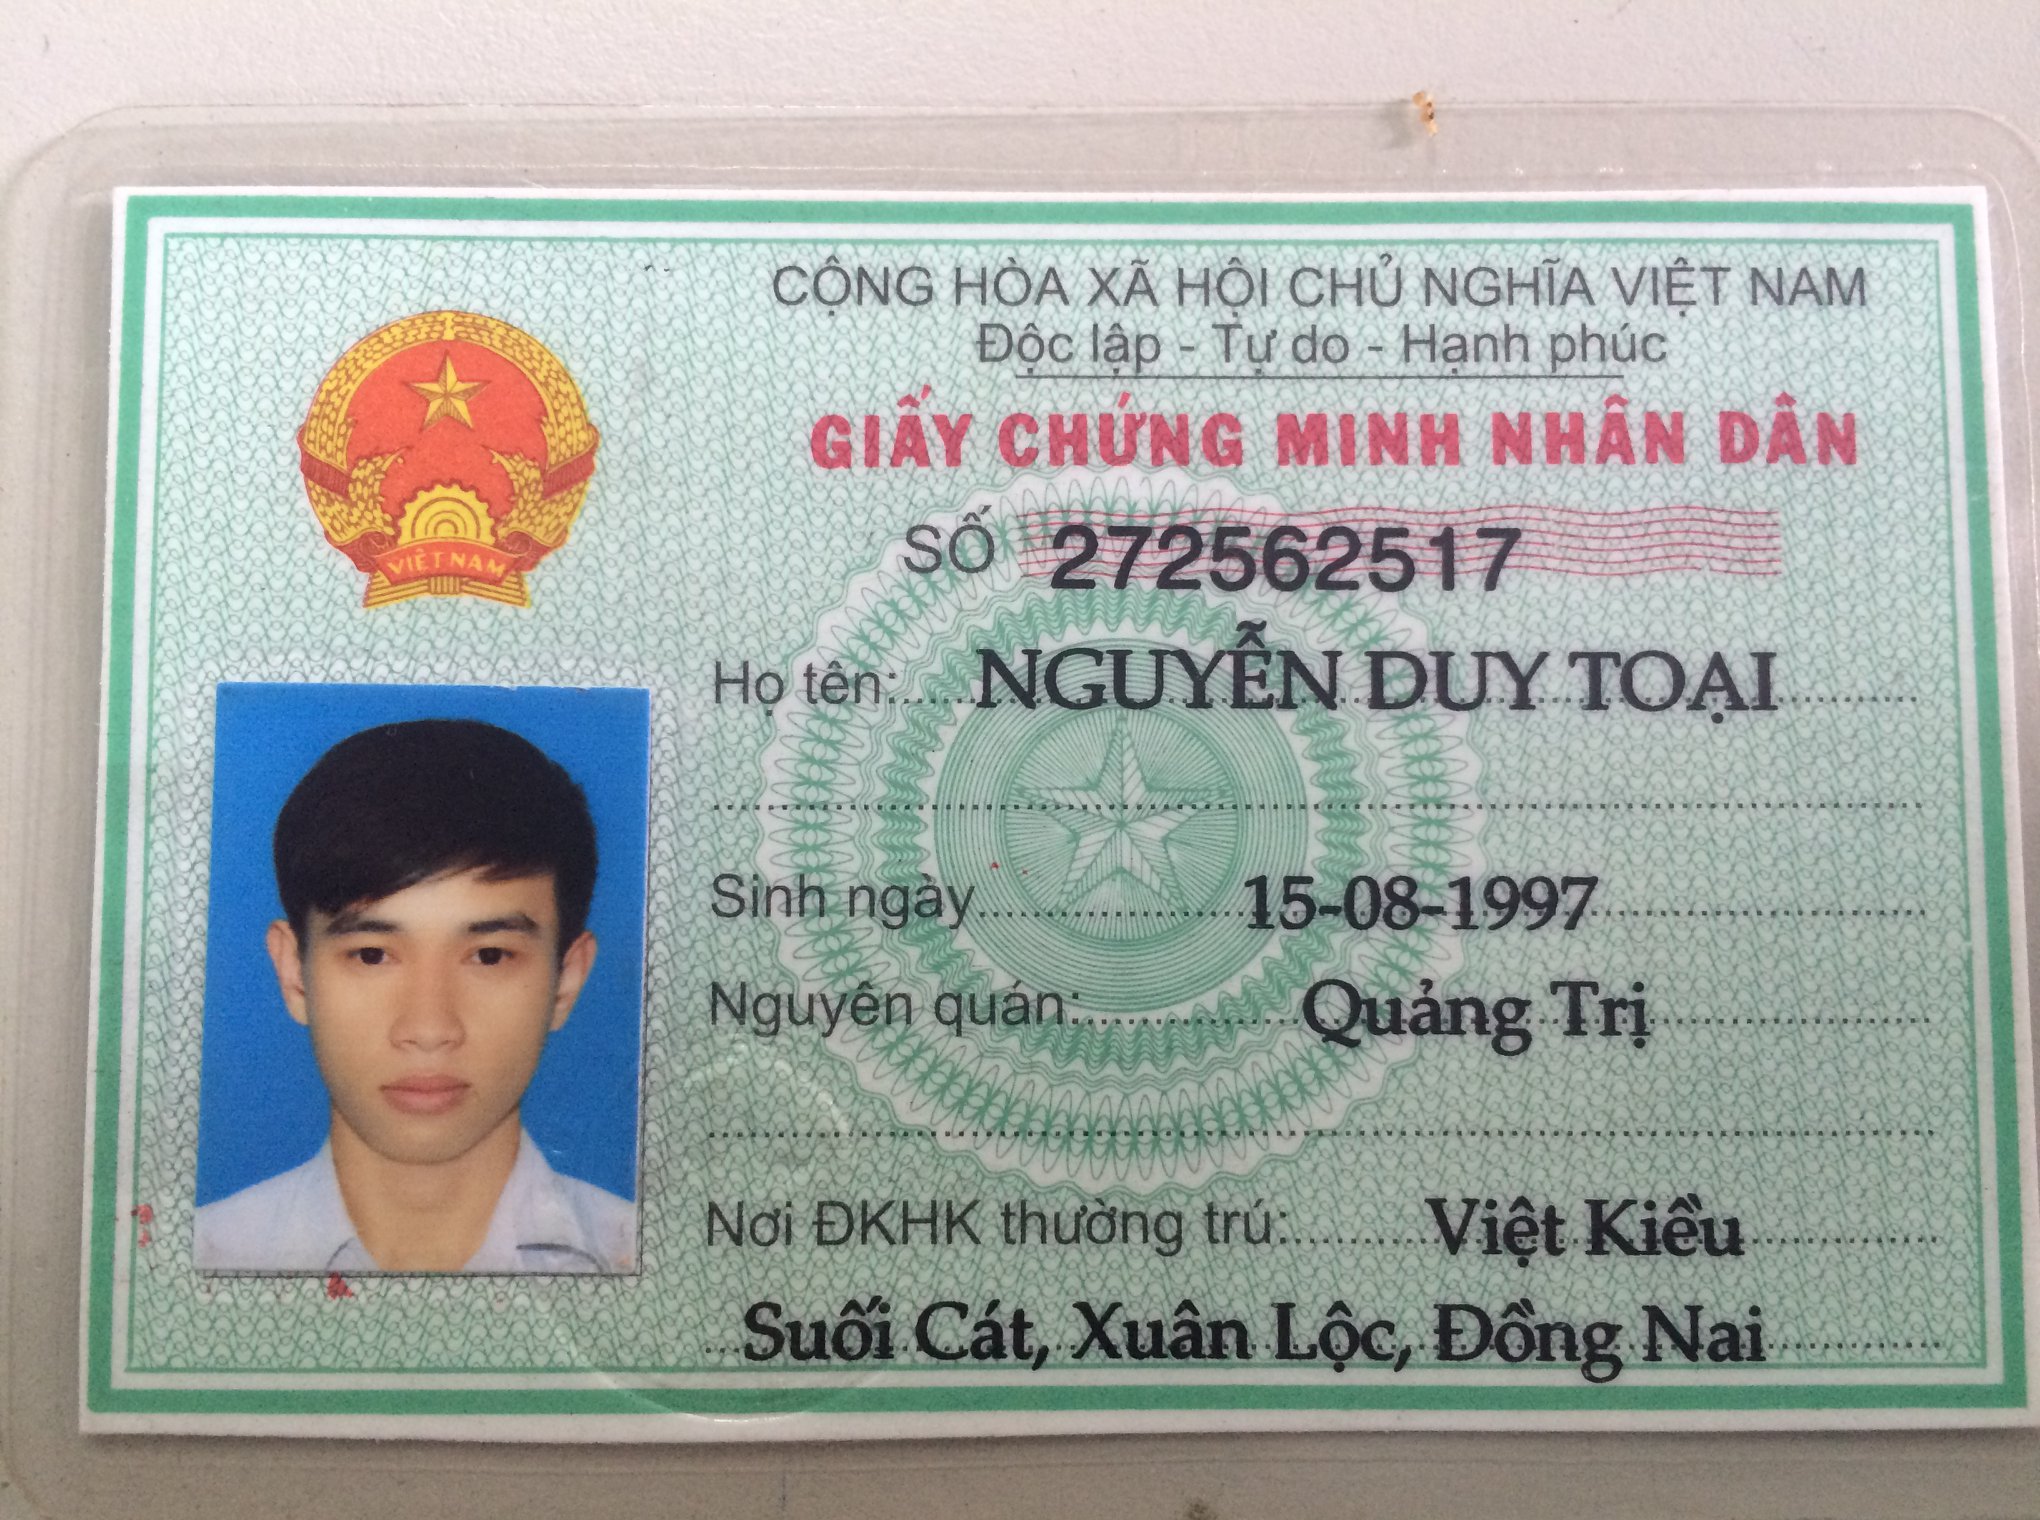 CỘNG HÒA XÃ HỘI CHỦ NGHĨA VIỆT NAM
Độc lập - Tự do - Hạnh phúc
GIẤY CHỨNG MINH NHÂN DÂN
SỐ 272562517
VIỆT NAM
Họ tên: NGUYỄN DUY TOẠI
Sinh ngày 15-08-1997
Nguyên quán: Quảng Trị
Nơi ĐKHK thường trú: Việt Kiều
Suối Cát, Xuân Lộc, Đồng Nai